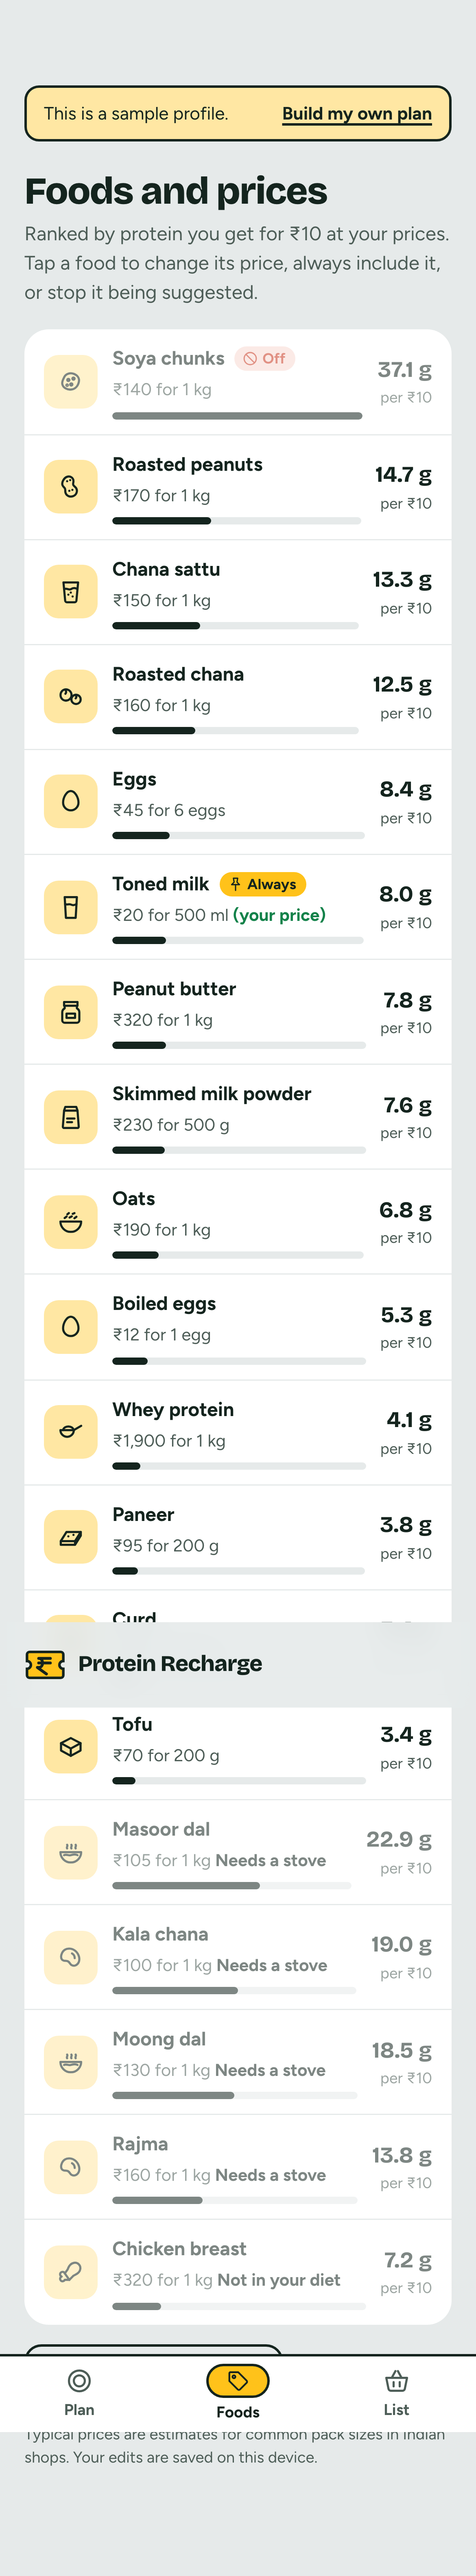 This is a sample profile. Build my own plan
Foods and prices
Ranked by protein you get for ₹10 at your prices.
Tap a food to change its price, always include it,
or stop it being suggested.
Soya chunks Off
37.1 g
₹140 for 1 kg
per ₹10
Roasted peanuts
14.7 g
₹170 for 1 kg
per ₹10
Chana sattu
13.3 g
₹150 for 1 kg
per ₹10
Roasted chana
12.5 g
₹160 for 1 kg
per ₹10
Eggs
8.4 g
₹45 for 6 eggs
per ₹10
Toned milk Always
8.0 g
₹20 for 500 ml (your price)
per ₹10
Peanut butter
7.8 g
₹320 for 1 kg
per ₹10
Skimmed milk powder
7.6 g
₹230 for 500 g
per ₹10
Oats
6.8 g
₹190 for 1 kg
per ₹10
Boiled eggs
5.3 g
₹12 for 1 egg
per ₹10
Whey protein
4.1 g
₹1,900 for 1 kg
per ₹10
Paneer
3.8 g
₹95 for 200 g
per ₹10
Curd
₹ Protein Recharge
Tofu
3.4 g
₹70 for 200 g
per ₹10
Masoor dal
22.9 g
₹105 for 1 kg Needs a stove
per ₹10
Kala chana
19.0 g
₹100 for 1 kg Needs a stove
per ₹10
Moong dal
18.5 g
₹130 for 1 kg Needs a stove
per ₹10
Rajma
13.8 g
₹160 for 1 kg Needs a stove
per ₹10
Chicken breast
7.2 g
₹320 for 1 kg Not in your diet
per ₹10
Plan Foods List
Typical prices are estimates for common pack sizes in Indian
shops. Your edits are saved on this device.